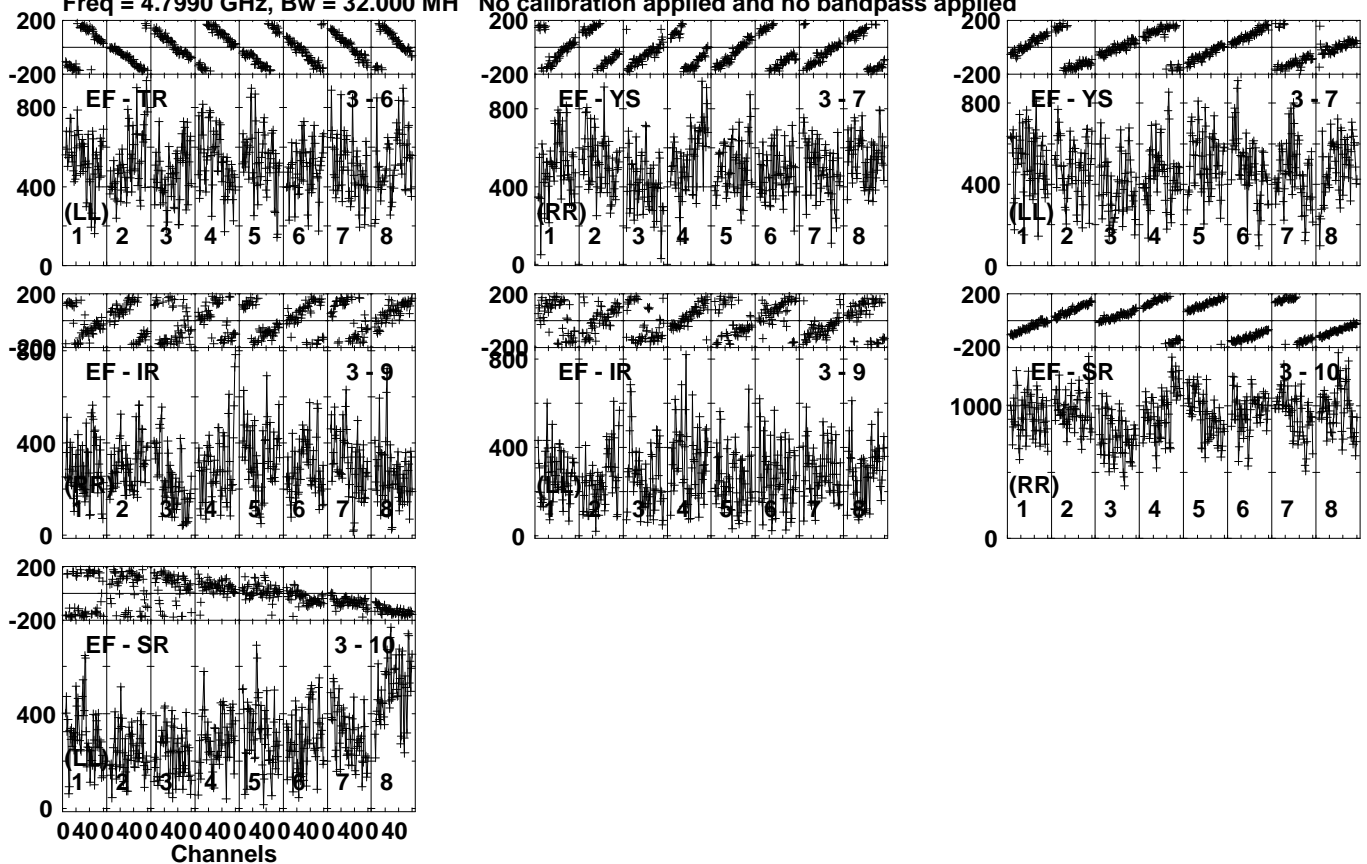 Freq = 4.7990 GHz, Bw = 32.000 MH No calibration applied and no bandpass applied
200
-200
EF - TR 3 - 6
800
400
(LL)
1 2 3 4 5 6 7 8
0
200
-200
EF - YS 3 - 7
800
400
(RR)
1 2 3 4 5 6 7 8
0
200
-200
EF - YS 3 - 7
800
400
(LL)
1 2 3 4 5 6 7 8
0
200
-200
800
EF - IR 3 - 9
400
(RR)
1 2 3 4 5 6 7 8
0
200
-200
800
EF - IR 3 - 9
400
(LL)
1 2 3 4 5 6 7 8
0
200
-200
EF - SR 3 - 10
1000
(RR)
1 2 3 4 5 6 7 8
0
200
-200
EF - SR 3 - 10
400
(LL)
1 2 3 4 5 6 7 8
0
0 40 0 40 0 40 0 40 0 40 0 40 0 40 0 40
Channels